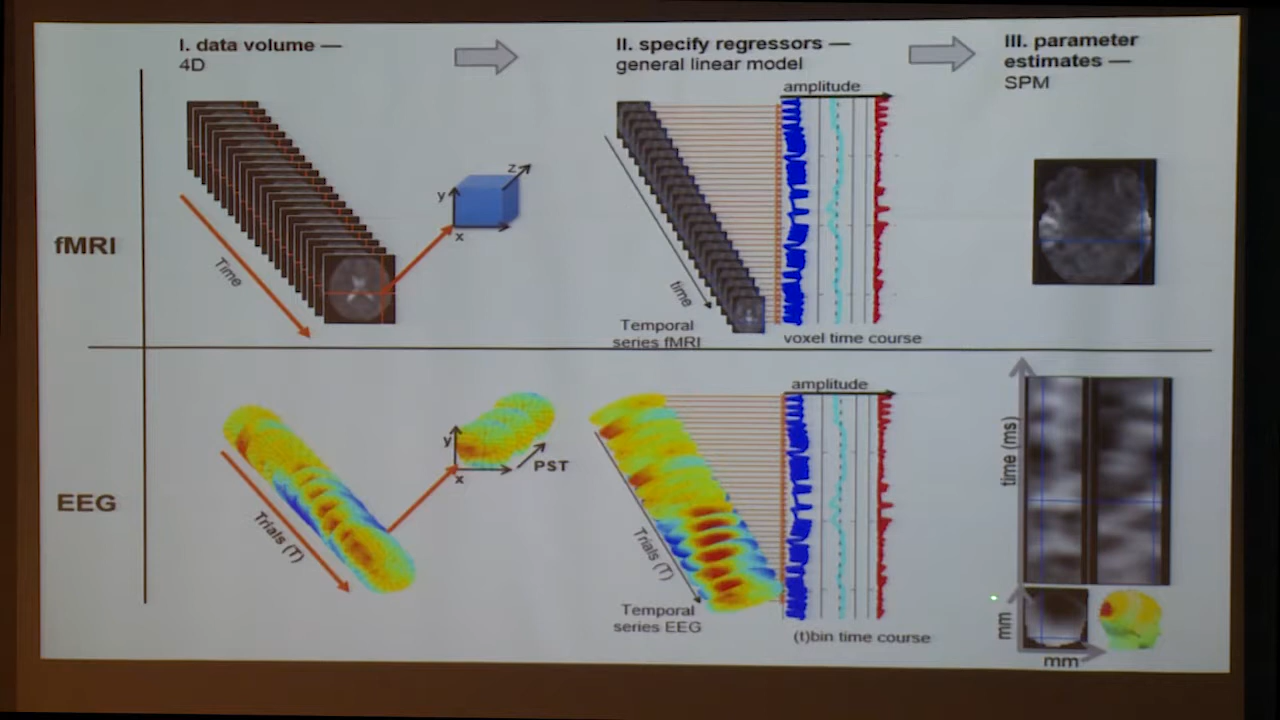 I. data volume —
4D
II. specify regressors —
general linear model
III. parameter
estimates —
SPM
fMRI
Time
y
z
x
time
Temporal
series fMRI
amplitude
voxel time course
EEG
Trials (T)
y
x
PST
Trials (T)
Temporal
series EEG
amplitude
(t)bin time course
time (ms)
mm
mm